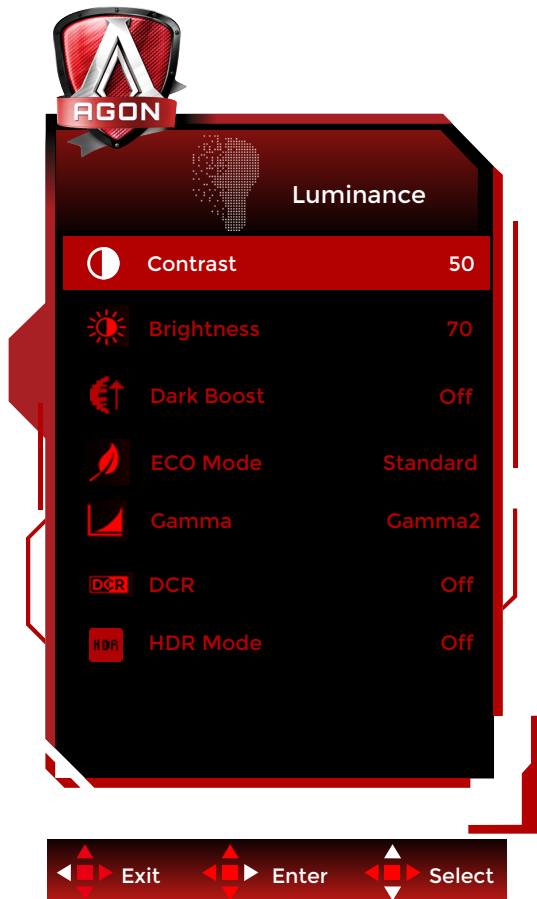 AGON
Luminance
Contrast 50
Brightness 70
Dark Boost Off
ECO Mode Standard
Gamma Gamma2
DCR DCR Off
HDR HDR Mode Off
Exit Enter Select